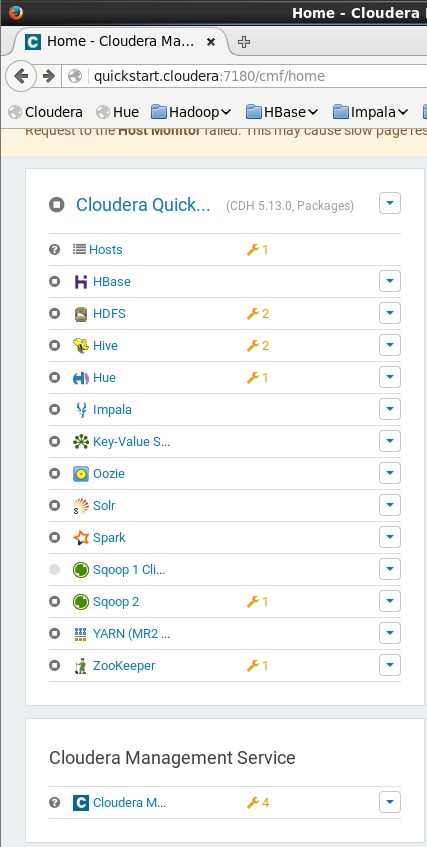 Home - Cloudera
Home - Cloudera Ma...
quickstart.cloudera:7180/cmf/home
Cloudera Hue Hadoop HBase Impala
Request to the Host Monitor failed. This may cause slow page res
Cloudera Quick... (CDH 5.13.0, Packages)
Hosts 1
HBase
HDFS 2
Hive 2
Hue 1
Impala
Key-Value S...
Oozie
Solr
Spark
Sqoop 1 Cli...
Sqoop 2 1
YARN (MR2 ...
ZooKeeper 1
Cloudera Management Service
Cloudera M... 4